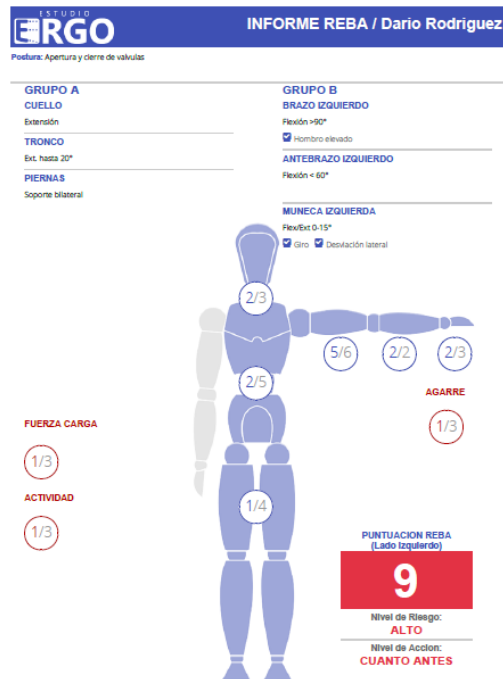 ESTUDIO
ERGO
INFORME REBA / Dario Rodriguez
Postura: Apertura y cierre de valvulas
GRUPO A
CUELLO
Extensión
TRONCO
Ext. hasta 20°
PIERNAS
Soporte bilateral
GRUPO B
BRAZO IZQUIERDO
Flexión >90°
Hombro elevado
ANTEBRAZO IZQUIERDO
Flexión < 60°
MUNECA IZQUIERDA
Flex/Ext 0-15°
Giro Desviación lateral
2/3
5/6 2/2 2/3
2/5
AGARRE
1/3
FUERZA CARGA
1/3
ACTIVIDAD
1/3
1/4
PUNTUACION REBA
(Lado Izquierdo)
9
Nivel de Riesgo:
ALTO
Nivel de Accion:
CUANTO ANTES